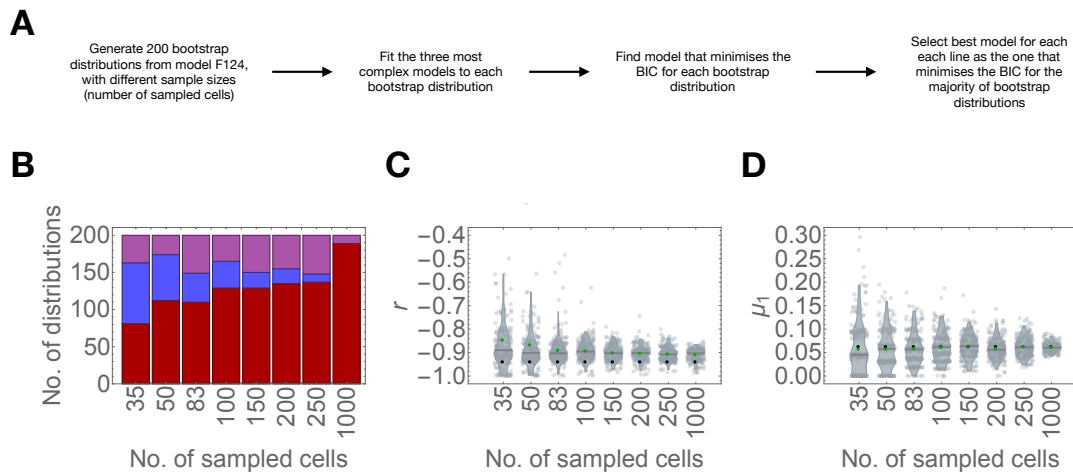 A
Generate 200 bootstrap
distributions from model F124,
with different sample sizes
(number of sampled cells)
Fit the three most
complex models to each
bootstrap distribution
Find model that minimises the
BIC for each bootstrap
distribution
Select best model for each
each line as the one that
minimises the BIC for the
majority of bootstrap
distributions
B
No. of distributions
200
150
100
50
0
35
50
83
100
150
200
250
1000
No. of sampled cells
C
r
−0.4
−0.5
−0.6
−0.7
−0.8
−0.9
−1.0
35
50
83
100
150
200
250
1000
No. of sampled cells
D
μ1
0.30
0.25
0.20
0.15
0.10
0.05
0.00
35
50
83
100
150
200
250
1000
No. of sampled cells